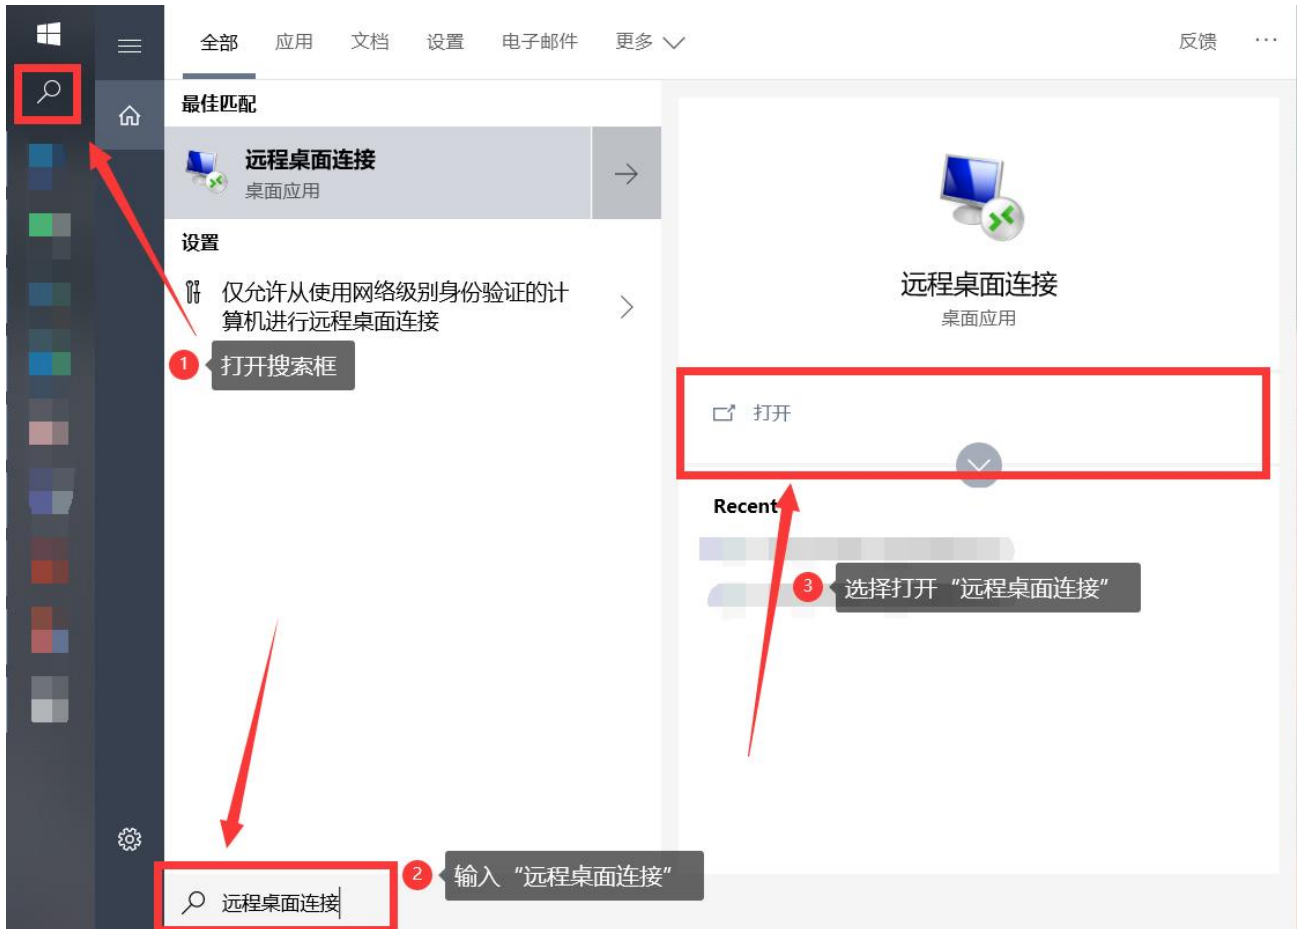 全部 应用 文档 设置 电子邮件 更多 反馈 ···
最佳匹配
远程桌面连接
桌面应用
设置
仅允许从使用网络级别身份验证的计
算机进行远程桌面连接
1 打开搜索框
远程桌面连接
桌面应用
打开
Recent
3 选择打开“远程桌面连接”
2 输入“远程桌面连接”
远程桌面连接